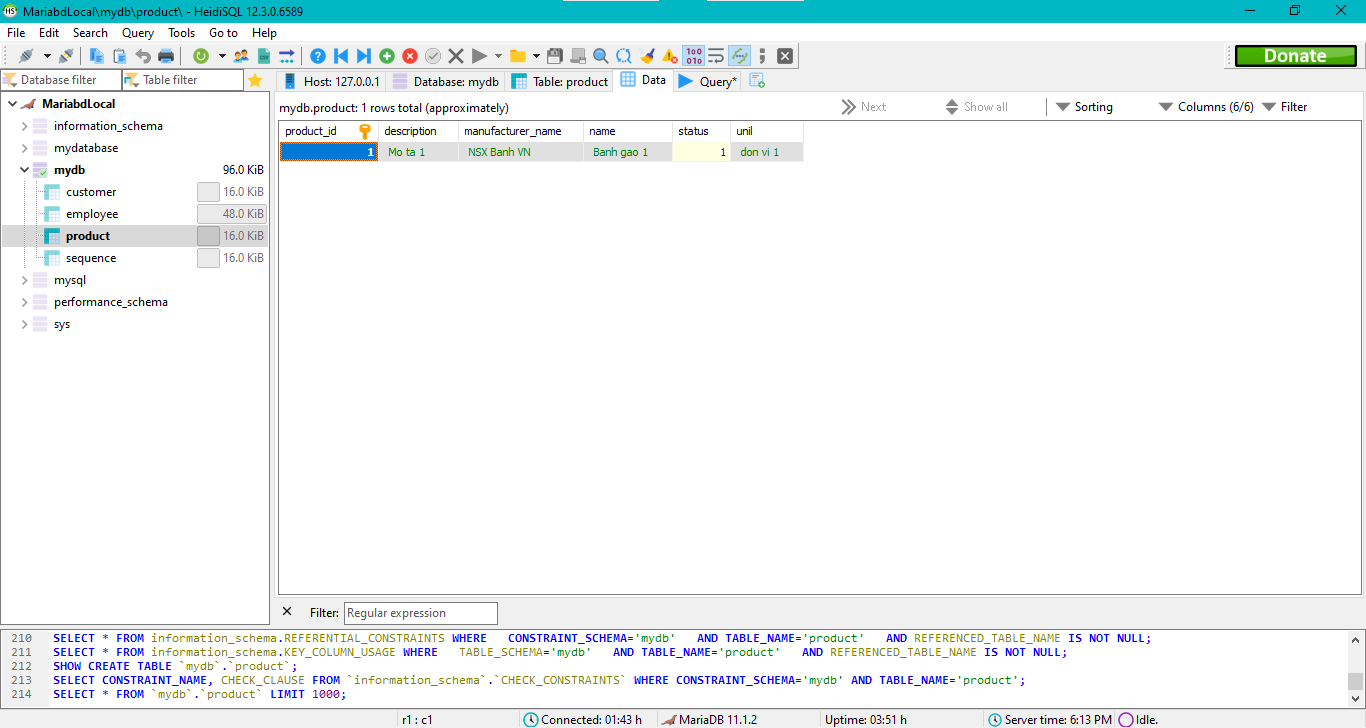 MariabdLocal\mydb\product\ - HeidiSQL 12.3.0.6589
File Edit Search Query Tools Go to Help
Donate
Database filter Table filter
Host: 127.0.0.1 Database: mydb Table: product Data Query*
MariabdLocal
information_schema
mydatabase
mydb 96.0 KiB
customer 16.0 KiB
employee 48.0 KiB
product 16.0 KiB
sequence 16.0 KiB
mysql
performance_schema
sys
mydb.product: 1 rows total (approximately) Next Show all Sorting Columns (6/6) Filter
product_id description manufacturer_name name status unil
1 Mo ta 1 NSX Banh VN Banh gao 1 1 don vi 1
Filter: Regular expression
210 SELECT * FROM information_schema.REFERENTIAL_CONSTRAINTS WHERE CONSTRAINT_SCHEMA='mydb' AND TABLE_NAME='product' AND REFERENCED_TABLE_NAME IS NOT NULL;
211 SELECT * FROM information_schema.KEY_COLUMN_USAGE WHERE TABLE_SCHEMA='mydb' AND TABLE_NAME='product' AND REFERENCED_TABLE_NAME IS NOT NULL;
212 SHOW CREATE TABLE `mydb`.`product`;
213 SELECT CONSTRAINT_NAME, CHECK_CLAUSE FROM `information_schema`.`CHECK_CONSTRAINTS` WHERE CONSTRAINT_SCHEMA='mydb' AND TABLE_NAME='product';
214 SELECT * FROM `mydb`.`product` LIMIT 1000;
r1 : c1 Connected: 01:43 h MariaDB 11.1.2 Uptime: 03:51 h Server time: 6:13 PM Idle.